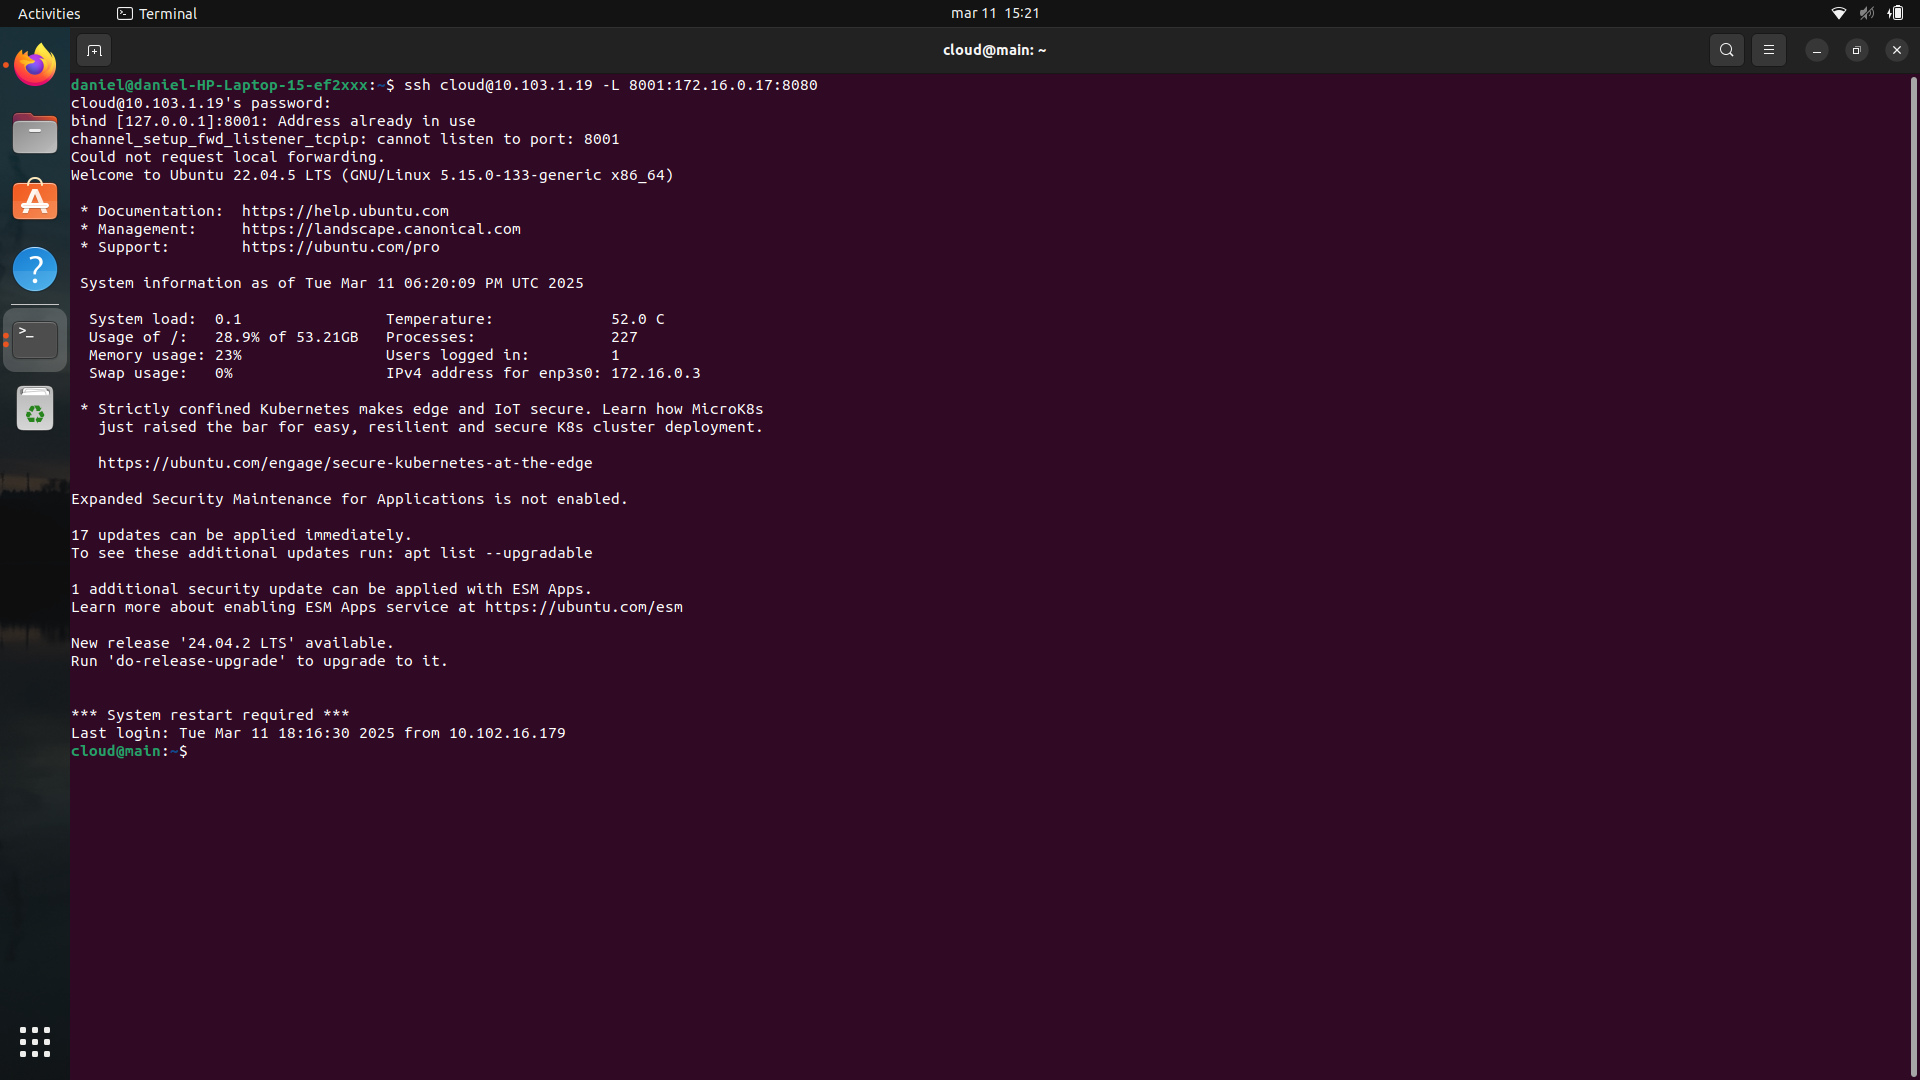 Activities
Terminal
mar 11 15:21
cloud@main: ~
daniel@daniel-HP-Laptop-15-ef2xxx:~$ ssh cloud@10.103.1.19 -L 8001:172.16.0.17:8080
cloud@10.103.1.19's password:
bind [127.0.0.1]:8001: Address already in use
channel_setup_fwd_listener_tcpip: cannot listen to port: 8001
Could not request local forwarding.
Welcome to Ubuntu 22.04.5 LTS (GNU/Linux 5.15.0-133-generic x86_64)
* Documentation:  https://help.ubuntu.com
* Management:     https://landscape.canonical.com
* Support:        https://ubuntu.com/pro
System information as of Tue Mar 11 06:20:09 PM UTC 2025
System load:  0.1                Temperature:             52.0 C
Usage of /:   28.9% of 53.21GB   Processes:               227
Memory usage: 23%                Users logged in:         1
Swap usage:   0%                 IPv4 address for enp3s0: 172.16.0.3
* Strictly confined Kubernetes makes edge and IoT secure. Learn how MicroK8s
just raised the bar for easy, resilient and secure K8s cluster deployment.
https://ubuntu.com/engage/secure-kubernetes-at-the-edge
Expanded Security Maintenance for Applications is not enabled.
17 updates can be applied immediately.
To see these additional updates run: apt list --upgradable
1 additional security update can be applied with ESM Apps.
Learn more about enabling ESM Apps service at https://ubuntu.com/esm
New release '24.04.2 LTS' available.
Run 'do-release-upgrade' to upgrade to it.
*** System restart required ***
Last login: Tue Mar 11 18:16:30 2025 from 10.102.16.179
cloud@main:~$